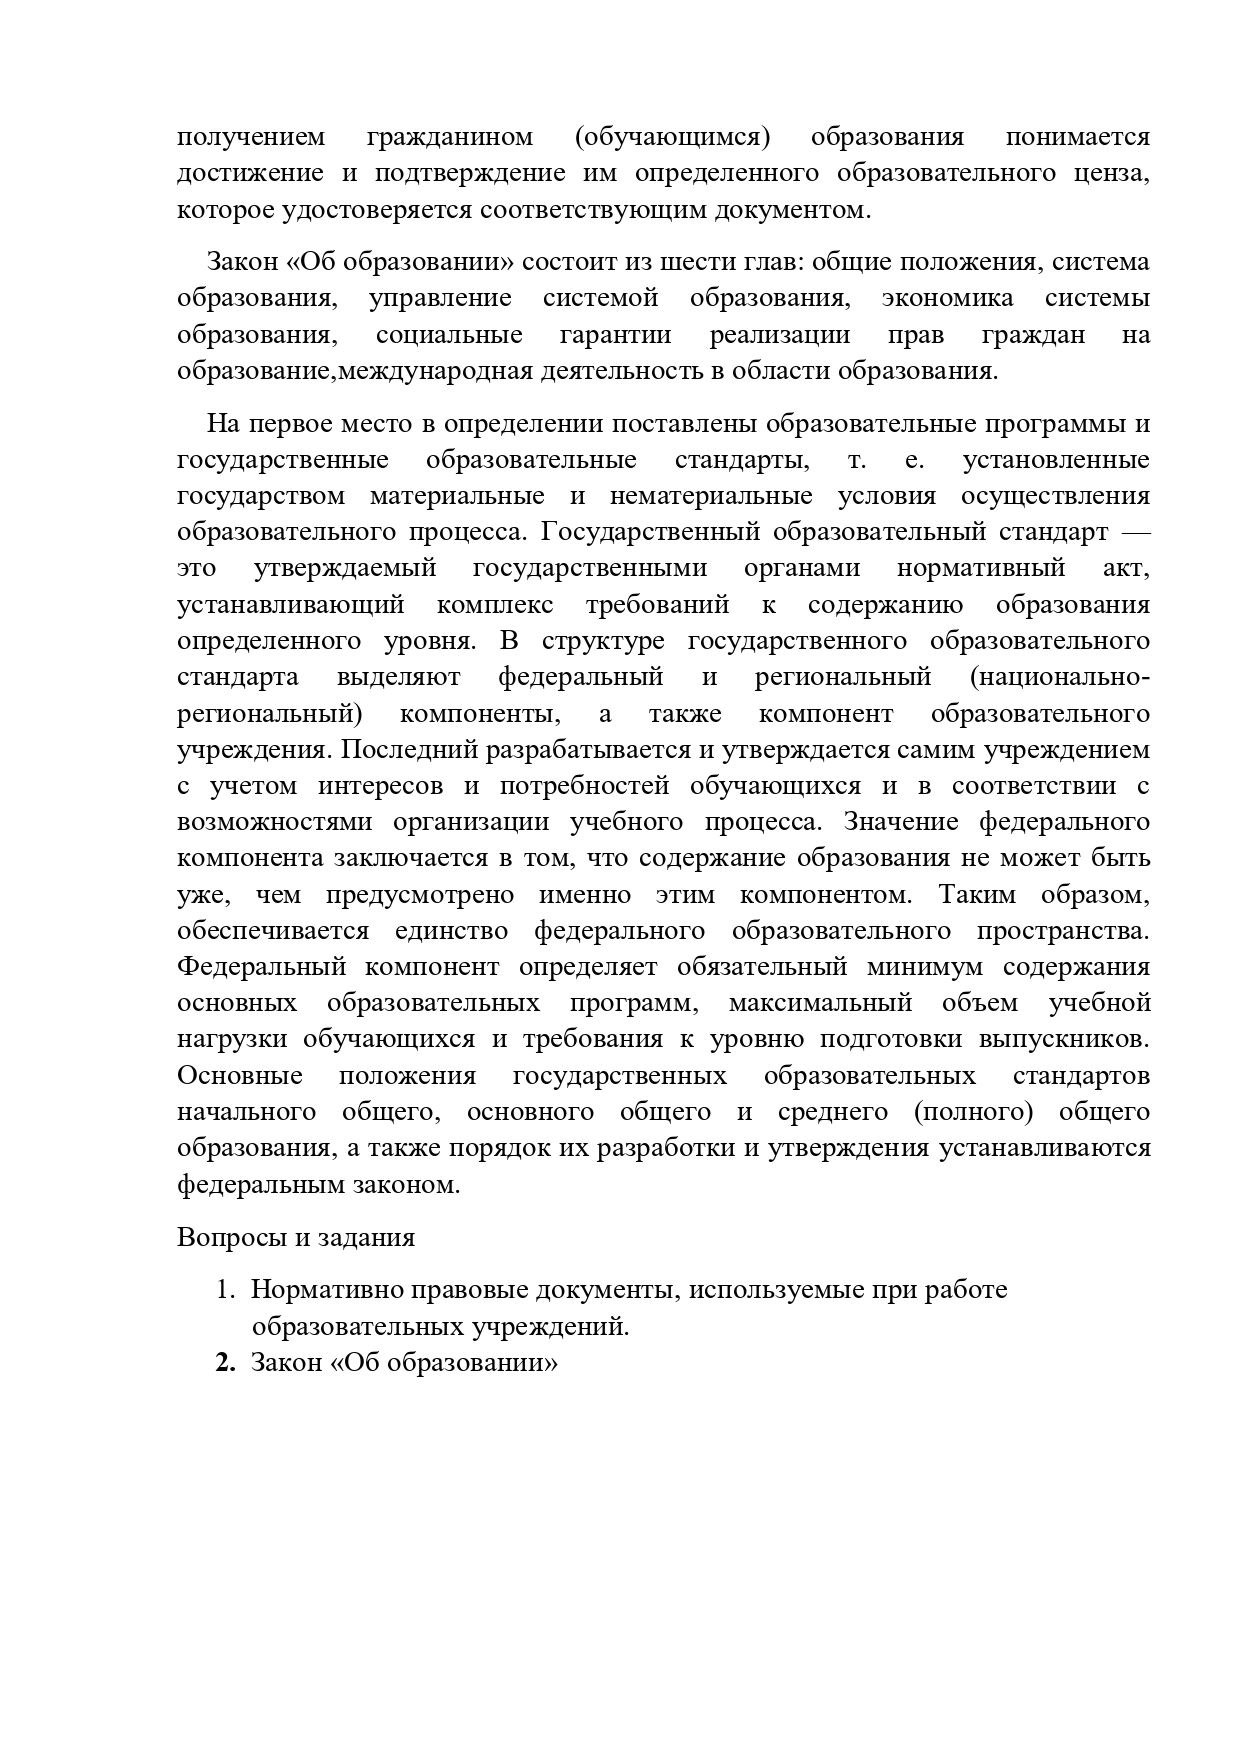 получением гражданином (обучающимся) образования понимается
достижение и подтверждение им определенного образовательного ценза,
которое удостоверяется соответствующим документом.
Закон «Об образовании» состоит из шести глав: общие положения, система
образования, управление системой образования, экономика системы
образования, социальные гарантии реализации прав граждан на
образование,международная деятельность в области образования.
На первое место в определении поставлены образовательные программы и
государственные образовательные стандарты, т. е. установленные
государством материальные и нематериальные условия осуществления
образовательного процесса. Государственный образовательный стандарт —
это утверждаемый государственными органами нормативный акт,
устанавливающий комплекс требований к содержанию образования
определенного уровня. В структуре государственного образовательного
стандарта выделяют федеральный и региональный (национально-
региональный) компоненты, а также компонент образовательного
учреждения. Последний разрабатывается и утверждается самим учреждением
с учетом интересов и потребностей обучающихся и в соответствии с
возможностями организации учебного процесса. Значение федерального
компонента заключается в том, что содержание образования не может быть
уже, чем предусмотрено именно этим компонентом. Таким образом,
обеспечивается единство федерального образовательного пространства.
Федеральный компонент определяет обязательный минимум содержания
основных образовательных программ, максимальный объем учебной
нагрузки обучающихся и требования к уровню подготовки выпускников.
Основные положения государственных образовательных стандартов
начального общего, основного общего и среднего (полного) общего
образования, а также порядок их разработки и утверждения устанавливаются
федеральным законом.
Вопросы и задания
1. Нормативно правовые документы, используемые при работе
образовательных учреждений.
2. Закон «Об образовании»